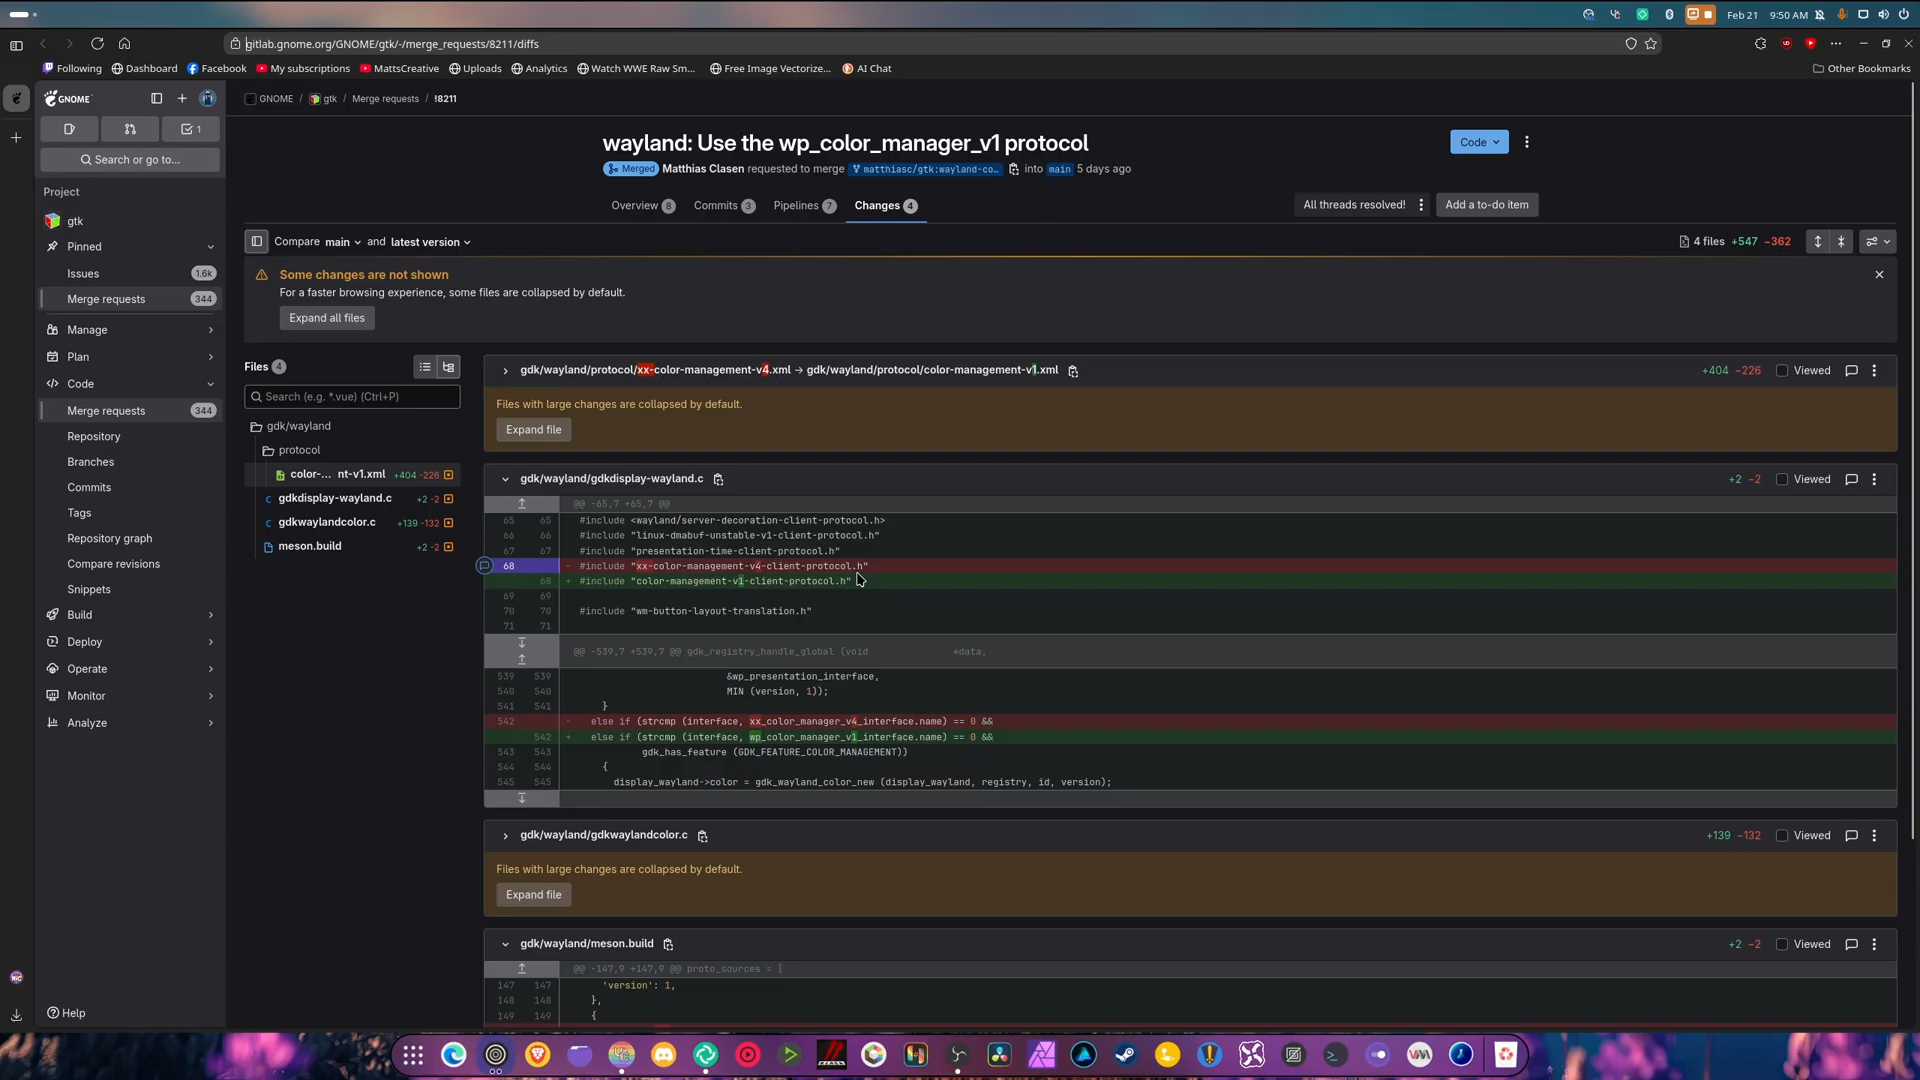 Feb 21 9:50 AM
gitlab.gnome.org/GNOME/gtk/-/merge_requests/8211/diffs
Following Dashboard Facebook My subscriptions MattsCreative Uploads Analytics Watch WWE Raw Sm... Free Image Vectorize... AI Chat Other Bookmarks
GNOME
1
Search or go to...
Project
gtk
Pinned
Issues 1.6k
Merge requests 344
Manage
Plan
Code
Merge requests 344
Repository
Branches
Commits
Tags
Repository graph
Compare revisions
Snippets
Build
Deploy
Operate
Monitor
Analyze
Help
GNOME / gtk / Merge requests / !8211
wayland: Use the wp_color_manager_v1 protocol
Code
Merged Matthias Clasen requested to merge matthiasc/gtk:wayland-co... into main 5 days ago
Overview 8 Commits 3 Pipelines 7 Changes 4
All threads resolved! Add a to-do item
Compare main and latest version
4 files +547 −362
Some changes are not shown
For a faster browsing experience, some files are collapsed by default.
Expand all files
Files 4
Search (e.g. *.vue) (Ctrl+P)
gdk/wayland
protocol
color-... nt-v1.xml +404 -226
gdkdisplay-wayland.c +2 -2
gdkwaylandcolor.c +139 -132
meson.build +2 -2
gdk/wayland/protocol/xx-color-management-v4.xml → gdk/wayland/protocol/color-management-v1.xml +404 −226 Viewed
Files with large changes are collapsed by default.
Expand file
gdk/wayland/gdkdisplay-wayland.c +2 −2 Viewed
@@ -65,7 +65,7 @@
65 65 #include <wayland/server-decoration-client-protocol.h>
66 66 #include "linux-dmabuf-unstable-v1-client-protocol.h"
67 67 #include "presentation-time-client-protocol.h"
68 - #include "xx-color-management-v4-client-protocol.h"
68 + #include "color-management-v1-client-protocol.h"
69 69
70 70 #include "wm-button-layout-translation.h"
71 71
@@ -539,7 +539,7 @@ gdk_registry_handle_global (void *data,
539 539 &wp_presentation_interface,
540 540 MIN (version, 1));
541 541 }
542 - else if (strcmp (interface, xx_color_manager_v4_interface.name) == 0 &&
542 + else if (strcmp (interface, wp_color_manager_v1_interface.name) == 0 &&
543 543 gdk_has_feature (GDK_FEATURE_COLOR_MANAGEMENT))
544 544 {
545 545 display_wayland->color = gdk_wayland_color_new (display_wayland, registry, id, version);
gdk/wayland/gdkwaylandcolor.c +139 −132 Viewed
Files with large changes are collapsed by default.
Expand file
gdk/wayland/meson.build +2 −2 Viewed
@@ -147,9 +147,9 @@ proto_sources = [
147 147 'version': 1,
148 148 },
149 149 {